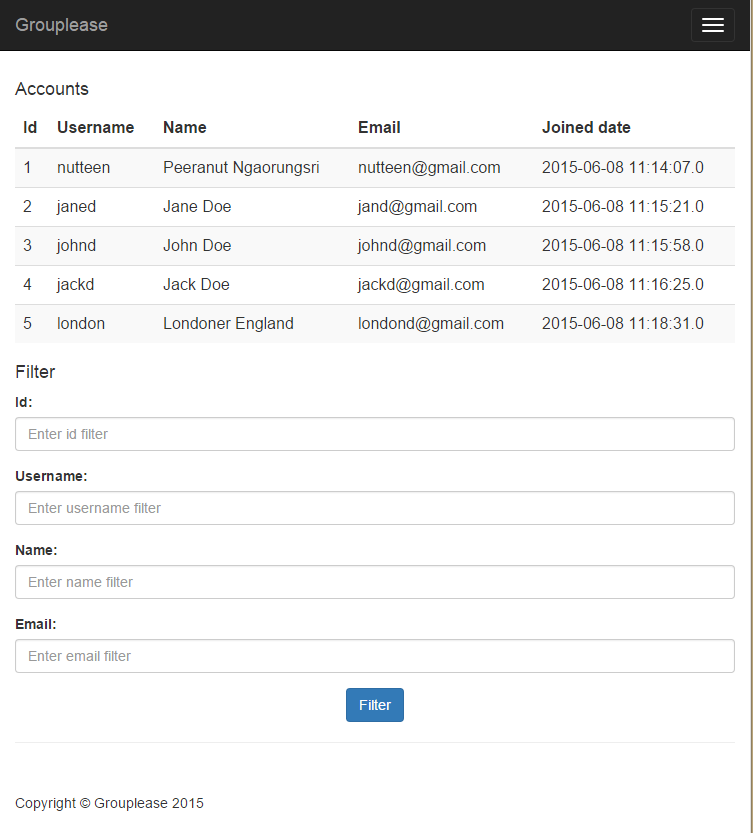 Grouplease
Accounts
Id Username Name Email Joined date
1 nutteen Peeranut Ngaorungsri nutteen@gmail.com 2015-06-08 11:14:07.0
2 janed Jane Doe jand@gmail.com 2015-06-08 11:15:21.0
3 johnd John Doe johnd@gmail.com 2015-06-08 11:15:58.0
4 jackd Jack Doe jackd@gmail.com 2015-06-08 11:16:25.0
5 london Londoner England londond@gmail.com 2015-06-08 11:18:31.0
Filter
Id:
Enter id filter
Username:
Enter username filter
Name:
Enter name filter
Email:
Enter email filter
Filter
Copyright © Grouplease 2015